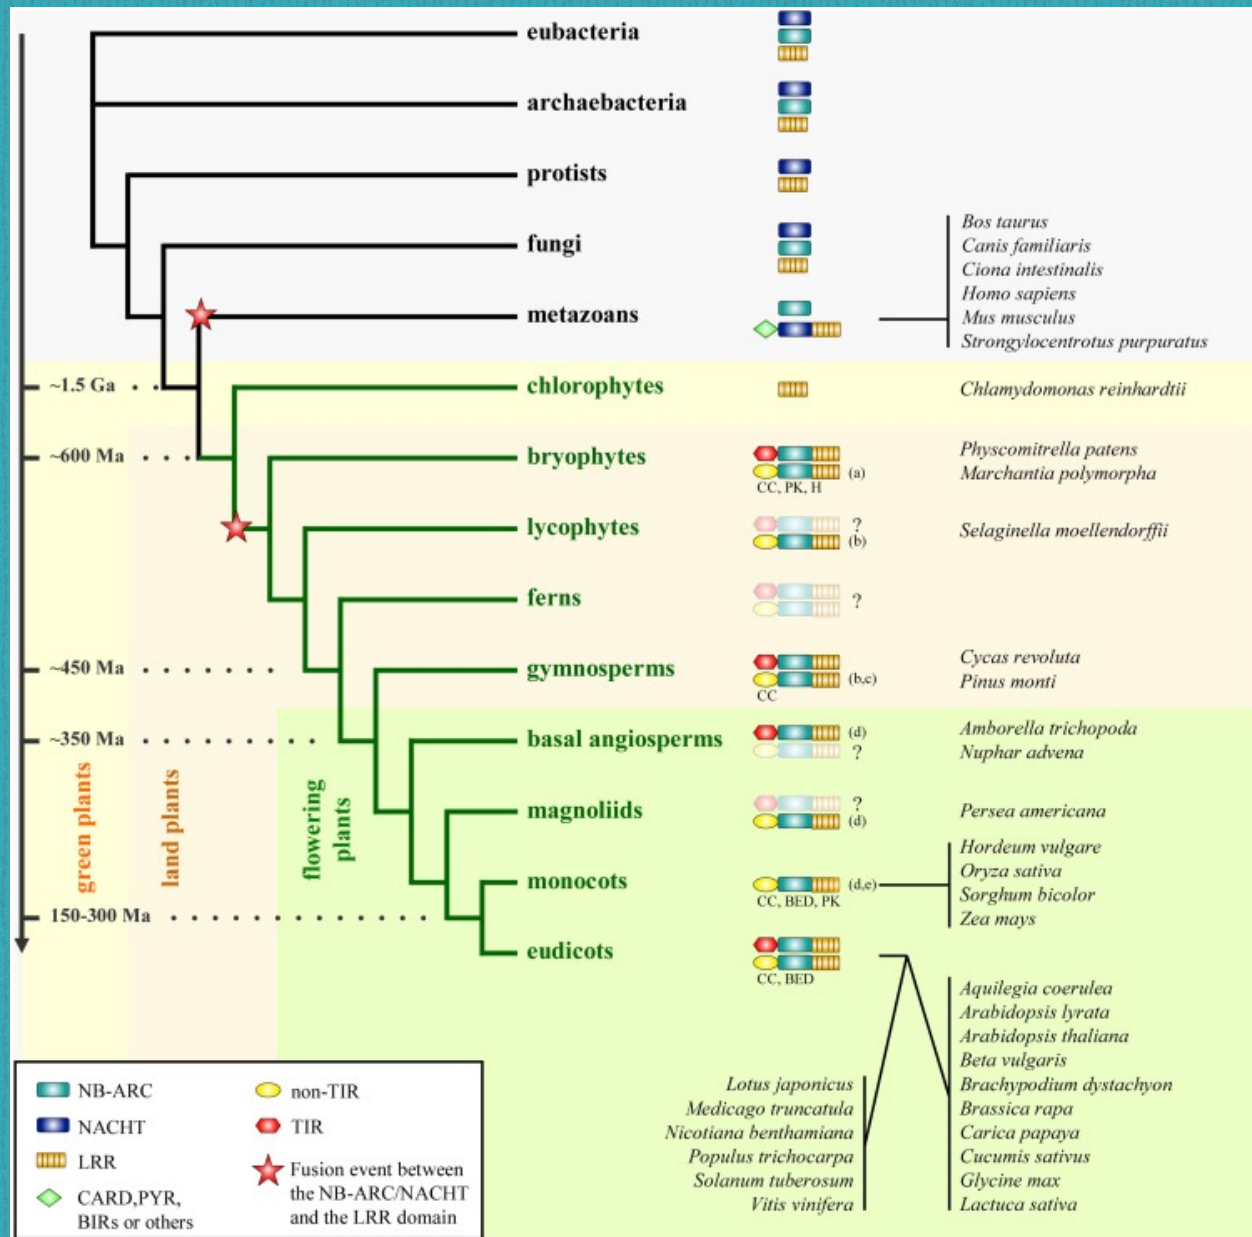 eubacteria
archaebacteria
protists
fungi
metazoans
Bos taurus
Canis familiaris
Ciona intestinalis
Homo sapiens
Mus musculus
Strongylocentrotus purpuratus
~1.5 Ga
chlorophytes
Chlamydomonas reinhardtii
~600 Ma
bryophytes
(a)
CC, PK, H
Physcomitrella patens
Marchantia polymorpha
lycophytes
?
(b)
Selaginella moellendorffii
ferns
?
~450 Ma
gymnosperms
(b,c)
CC
Cycas revoluta
Pinus monti
~350 Ma
basal angiosperms
(d)
?
Amborella trichopoda
Nuphar advena
magnoliids
?
(d)
Persea americana
monocots
(d,e)
CC, BED, PK
Hordeum vulgare
Oryza sativa
Sorghum bicolor
Zea mays
150-300 Ma
eudicots
CC, BED
green plants
land plants
flowering
plants
Lotus japonicus
Medicago truncatula
Nicotiana benthamiana
Populus trichocarpa
Solanum tuberosum
Vitis vinifera
Aquilegia coerulea
Arabidopsis lyrata
Arabidopsis thaliana
Beta vulgaris
Brachypodium dystachyon
Brassica rapa
Carica papaya
Cucumis sativus
Glycine max
Lactuca sativa
NB-ARC
NACHT
LRR
CARD,PYR,
BIRs or others
non-TIR
TIR
Fusion event between
the NB-ARC/NACHT
and the LRR domain